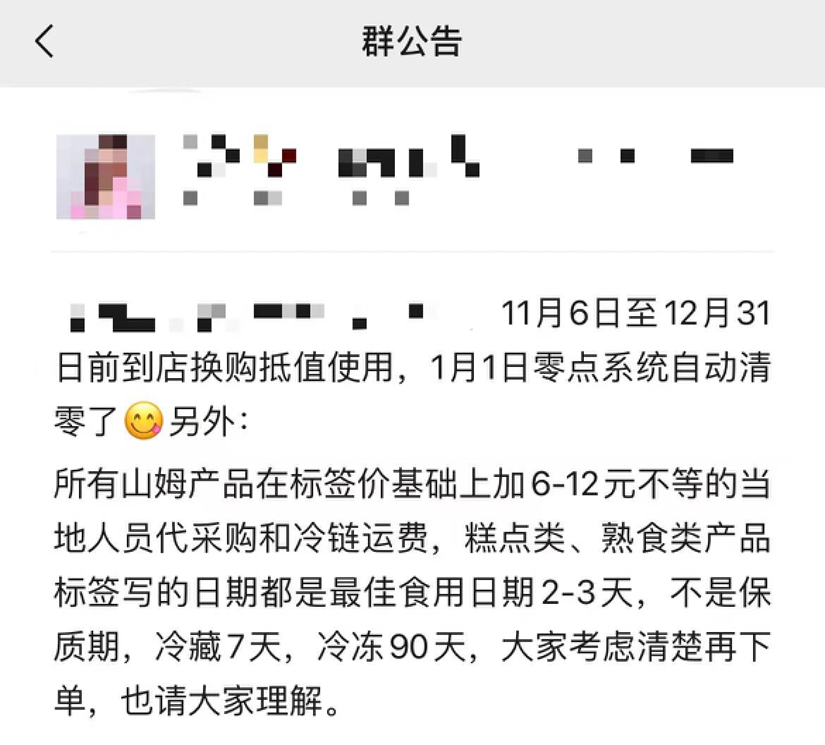 群公告
11月6日至12月31
日前到店换购抵值使用，1月1日零点系统自动清
零了😋另外：
所有山姆产品在标签价基础上加6-12元不等的当
地人员代采购和冷链运费，糕点类、熟食类产品
标签写的日期都是最佳食用日期2-3天，不是保
质期，冷藏7天，冷冻90天，大家考虑清楚再下
单，也请大家理解。